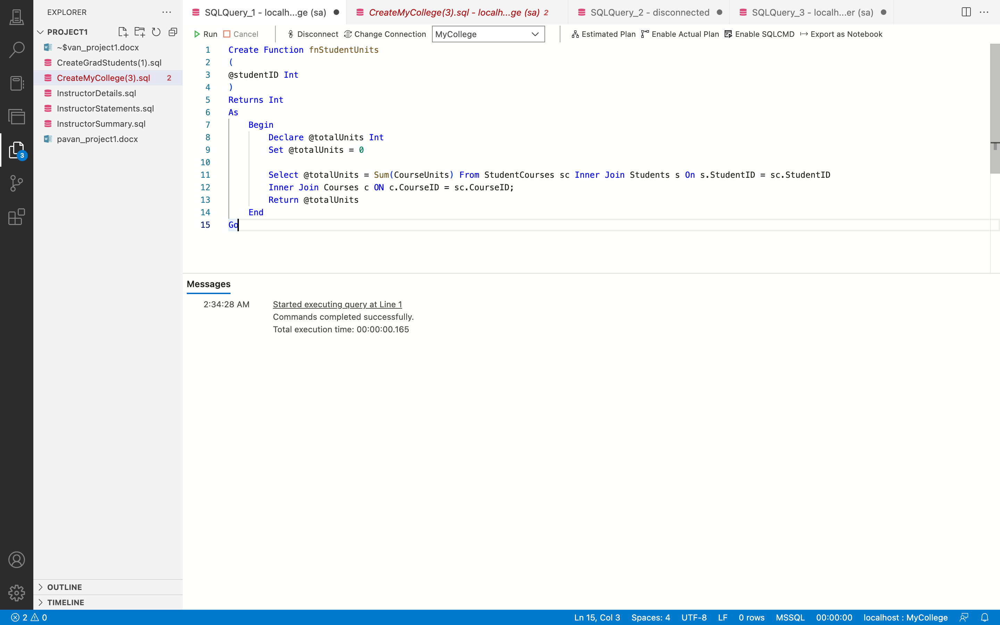 EXPLORER
PROJECT1
~$van_project1.docx
CreateGradStudents(1).sql
CreateMyCollege(3).sql 2
InstructorDetails.sql
InstructorStatements.sql
InstructorSummary.sql
pavan_project1.docx
3
OUTLINE
TIMELINE
SQLQuery_1 - localh...ge (sa)
CreateMyCollege(3).sql - localh...ge (sa) 2
SQLQuery_2 - disconnected
SQLQuery_3 - localh...er (sa)
Run Cancel Disconnect Change Connection MyCollege Estimated Plan Enable Actual Plan Enable SQLCMD Export as Notebook
1 Create Function fnStudentUnits
2 (
3 @studentID Int
4 )
5 Returns Int
6 As
7 Begin
8 Declare @totalUnits Int
9 Set @totalUnits = 0
10
11 Select @totalUnits = Sum(CourseUnits) From StudentCourses sc Inner Join Students s On s.StudentID = sc.StudentID
12 Inner Join Courses c ON c.CourseID = sc.CourseID;
13 Return @totalUnits
14 End
15 Go
Messages
2:34:28 AM Started executing query at Line 1
Commands completed successfully.
Total execution time: 00:00:00.165
2 0 Ln 15, Col 3 Spaces: 4 UTF-8 LF 0 rows MSSQL 00:00:00 localhost : MyCollege